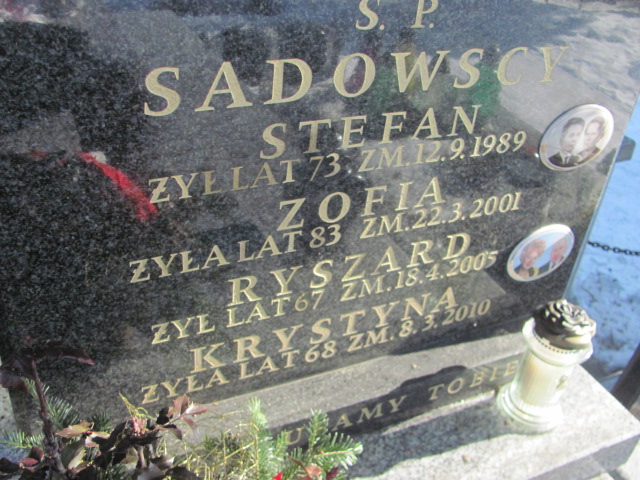 S. P.
SADOWSCY
STEFAN
ŻYŁ LAT 73 ZM. 12.9.1989
ZOFIA
ŻYŁA LAT 83 ZM. 22.3.2001
RYSZARD
ŻYŁ LAT 67 ZM. 18.4.2005
KRYSTYNA
ŻYŁA LAT 68 ZM. 8.3.2010
TOBIE